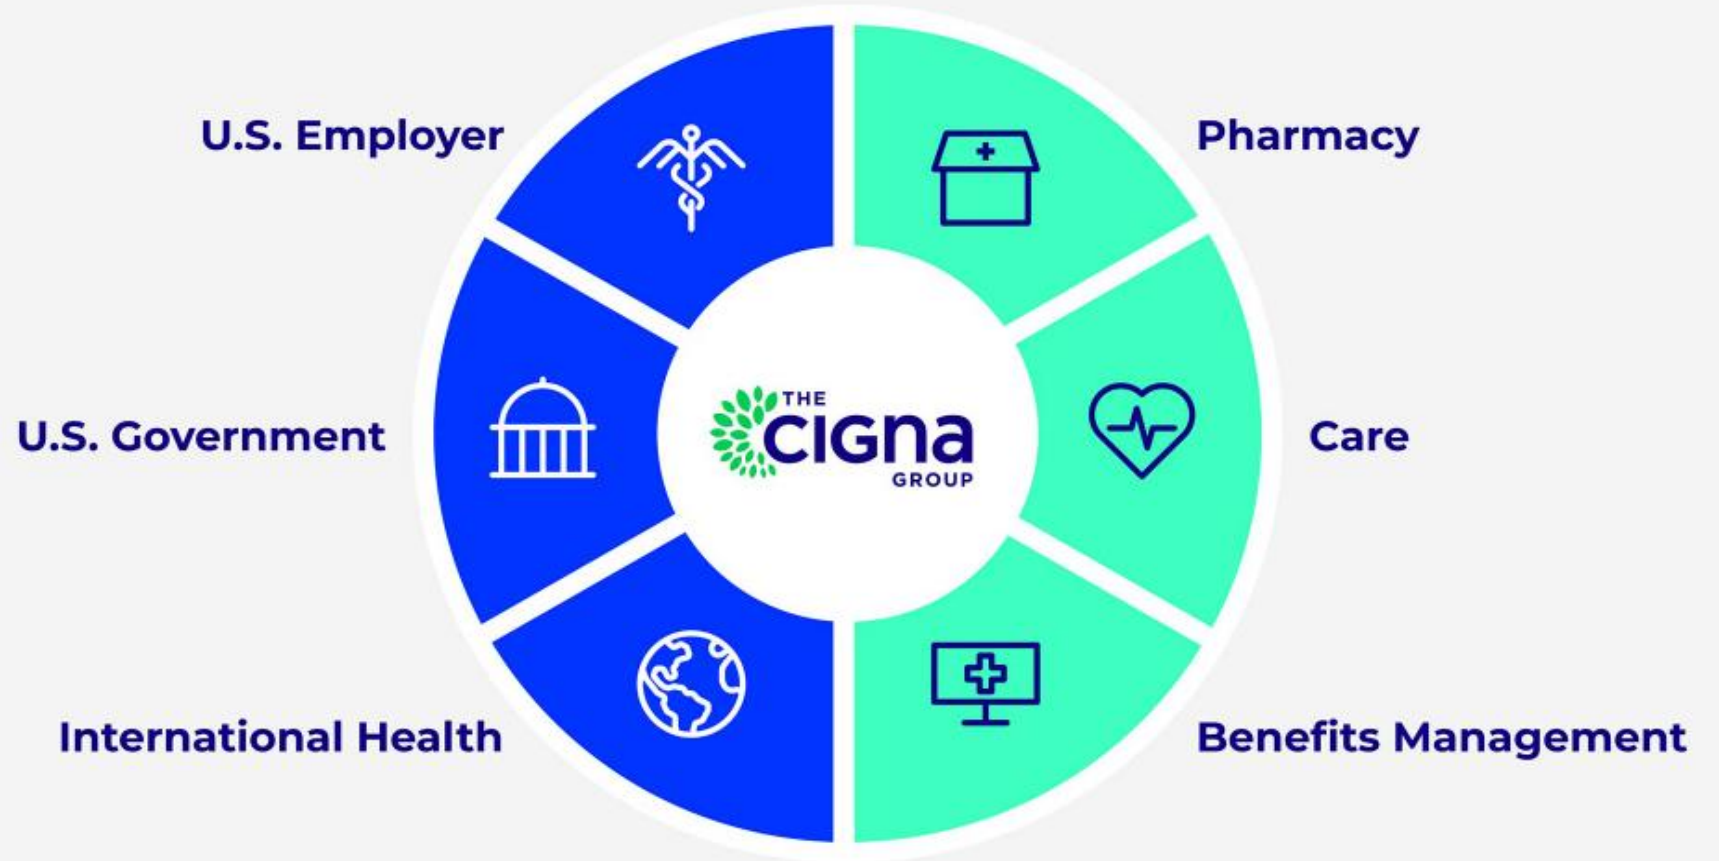 U.S. Employer
Pharmacy
U.S. Government
THE
cigna
GROUP
Care
International Health
Benefits Management